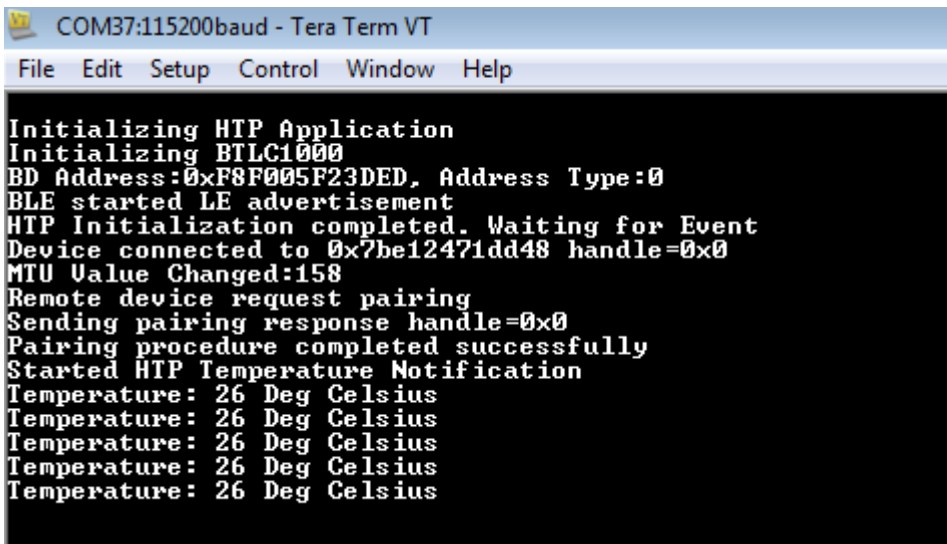 COM37:115200baud - Tera Term VT
File Edit Setup Control Window Help
Initializing HTP Application
Initializing BTLC1000
BD Address:0xF8F005F23DED, Address Type:0
BLE started LE advertisement
HTP Initialization completed. Waiting for Event
Device connected to 0x7be12471dd48 handle=0x0
MTU Value Changed:158
Remote device request pairing
Sending pairing response handle=0x0
Pairing procedure completed successfully
Started HTP Temperature Notification
Temperature: 26 Deg Celsius
Temperature: 26 Deg Celsius
Temperature: 26 Deg Celsius
Temperature: 26 Deg Celsius
Temperature: 26 Deg Celsius